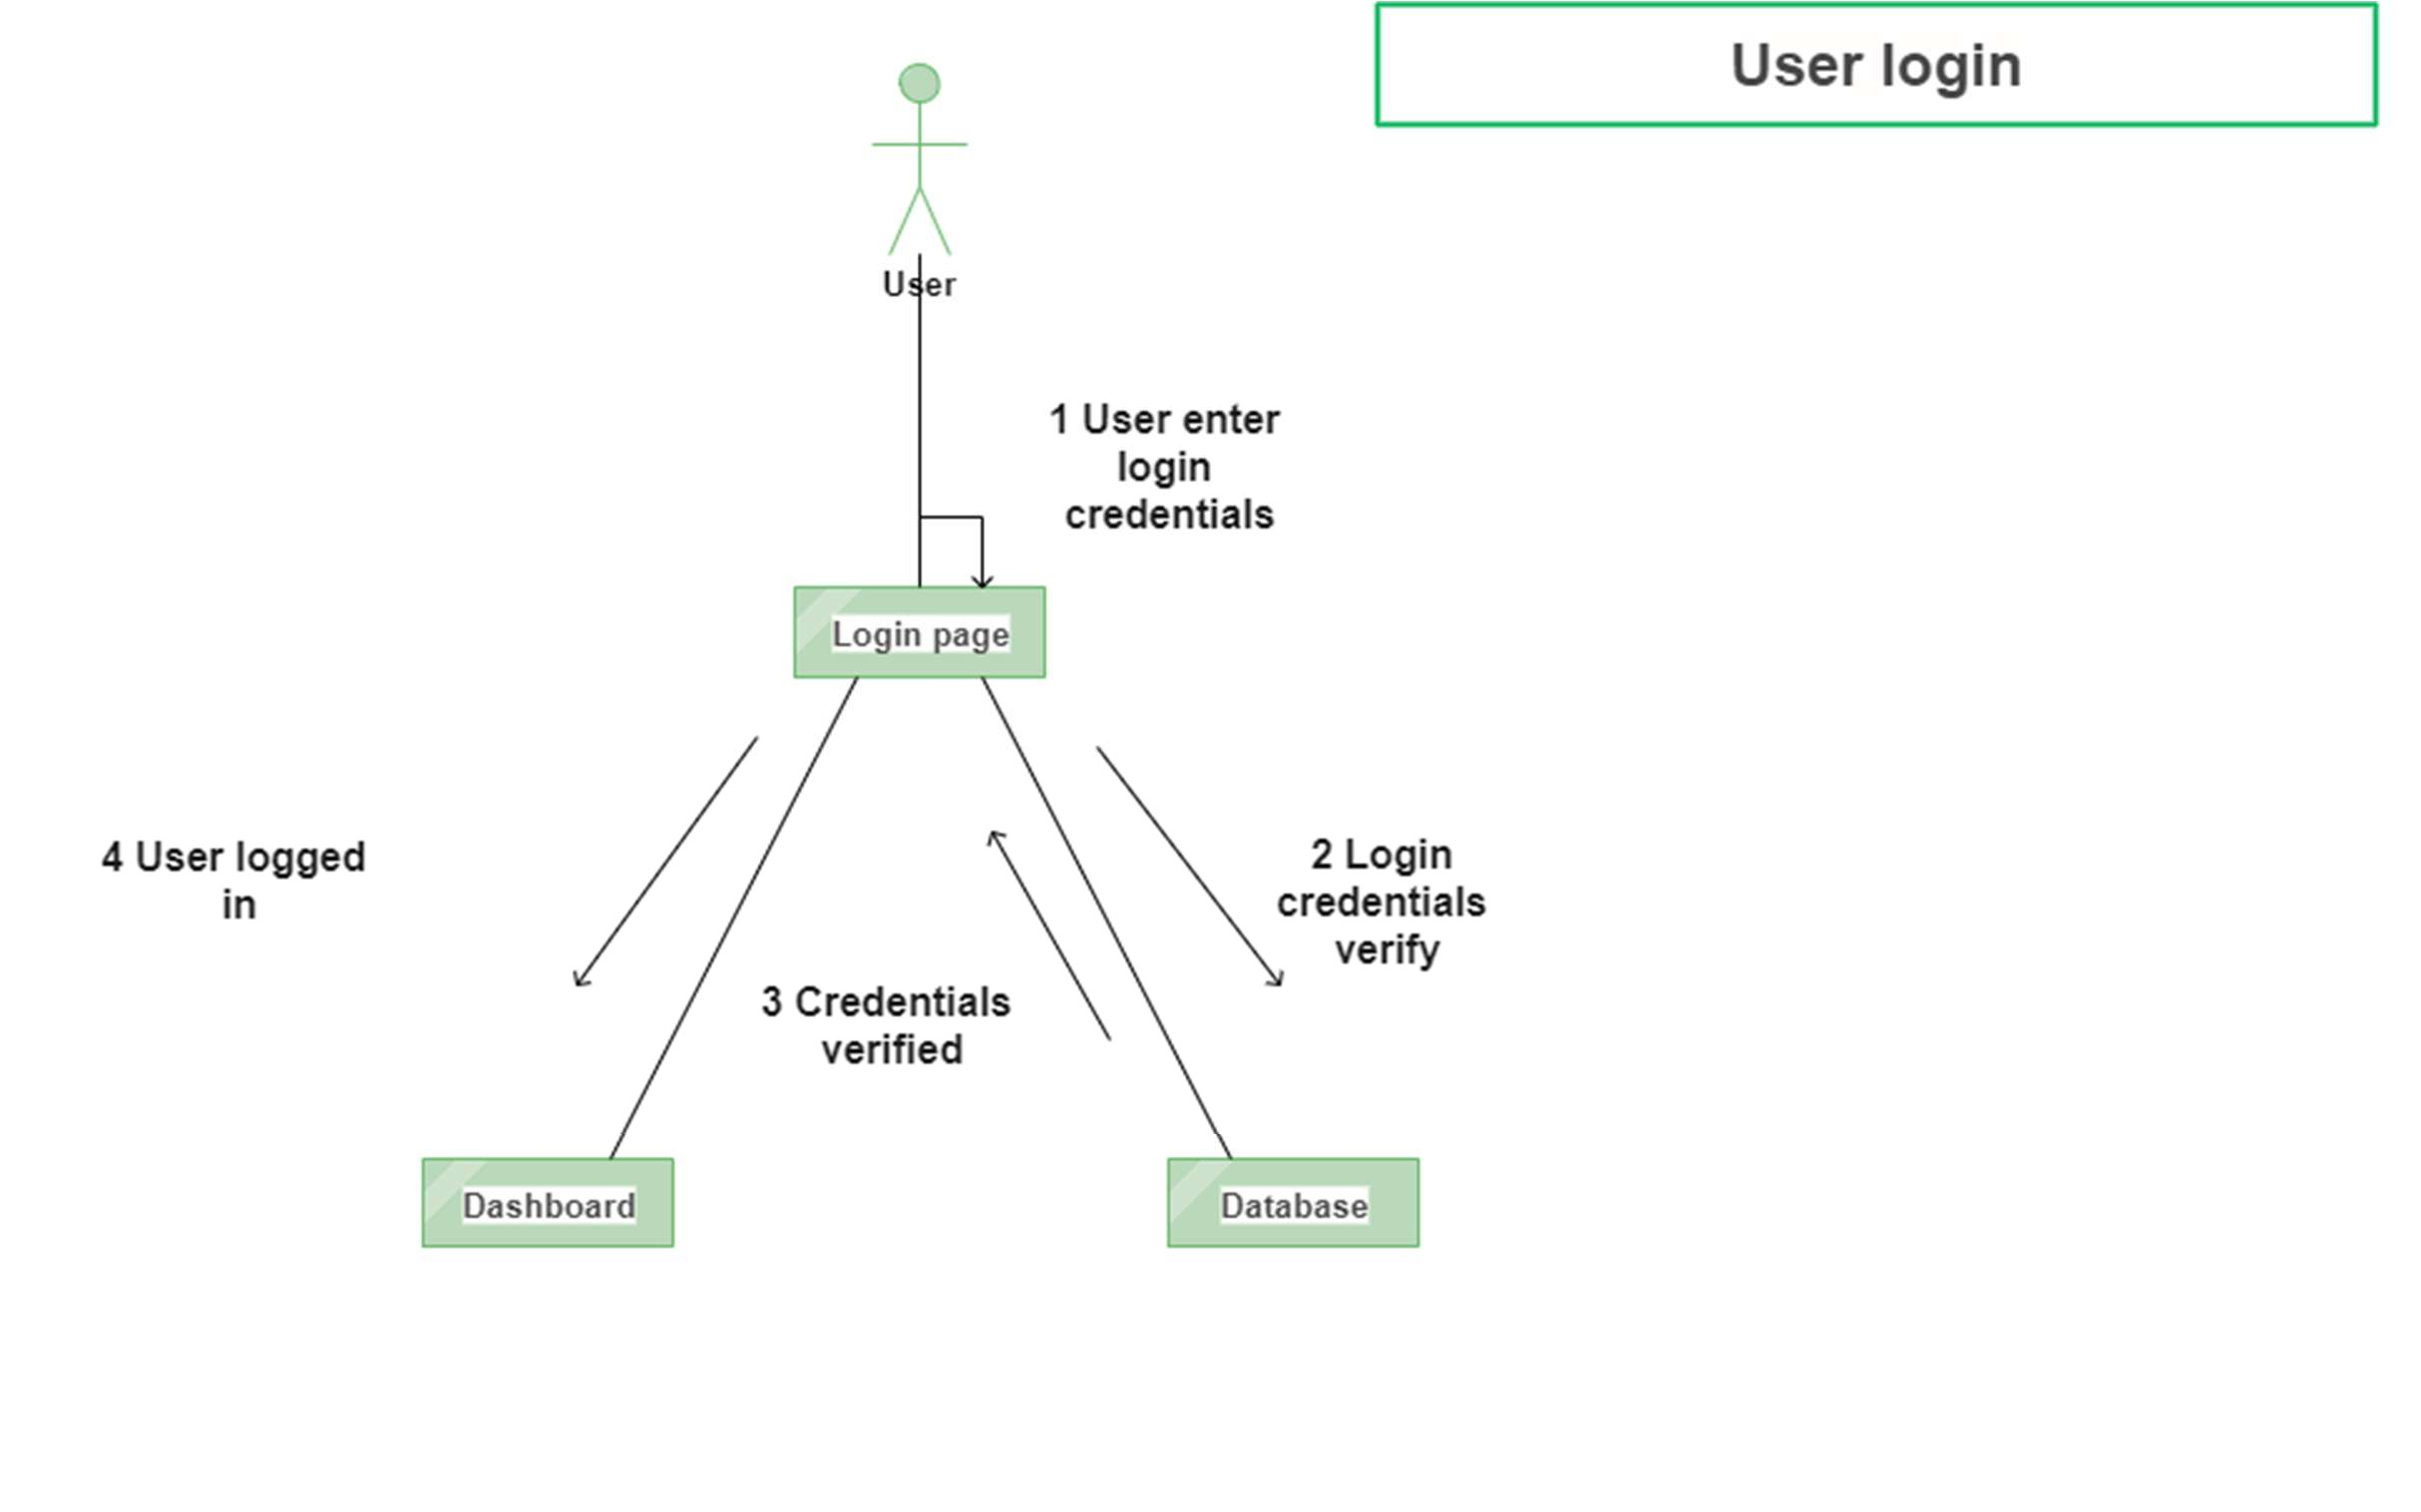 User login
User
1 User enter
login
credentials
Login page
4 User logged
in
2 Login
credentials
verify
3 Credentials
verified
Dashboard
Database